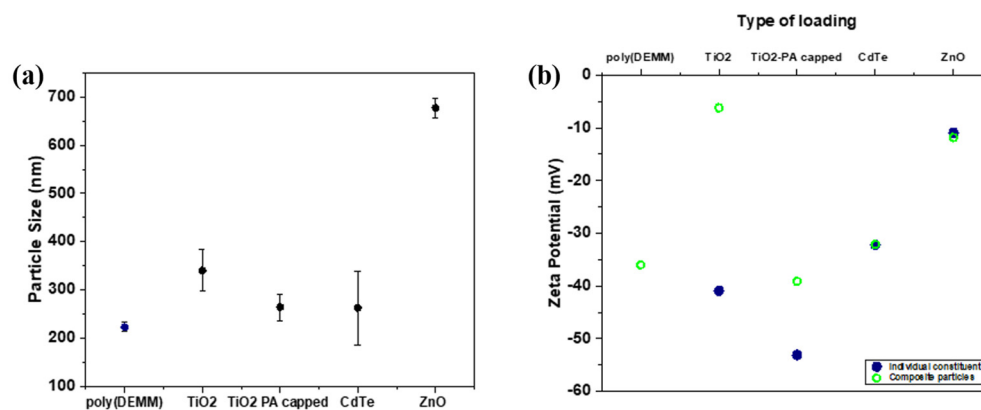 (a)
Particle Size (nm)
700
600
500
400
300
200
100
poly(DEMM) TiO2 TiO2 PA capped CdTe ZnO
Type of loading
(b)
poly(DEMM) TiO2 TiO2-PA capped CdTe ZnO
Zeta Potential (mV)
0
-10
-20
-30
-40
-50
-60
Individual constituent
Composite particles